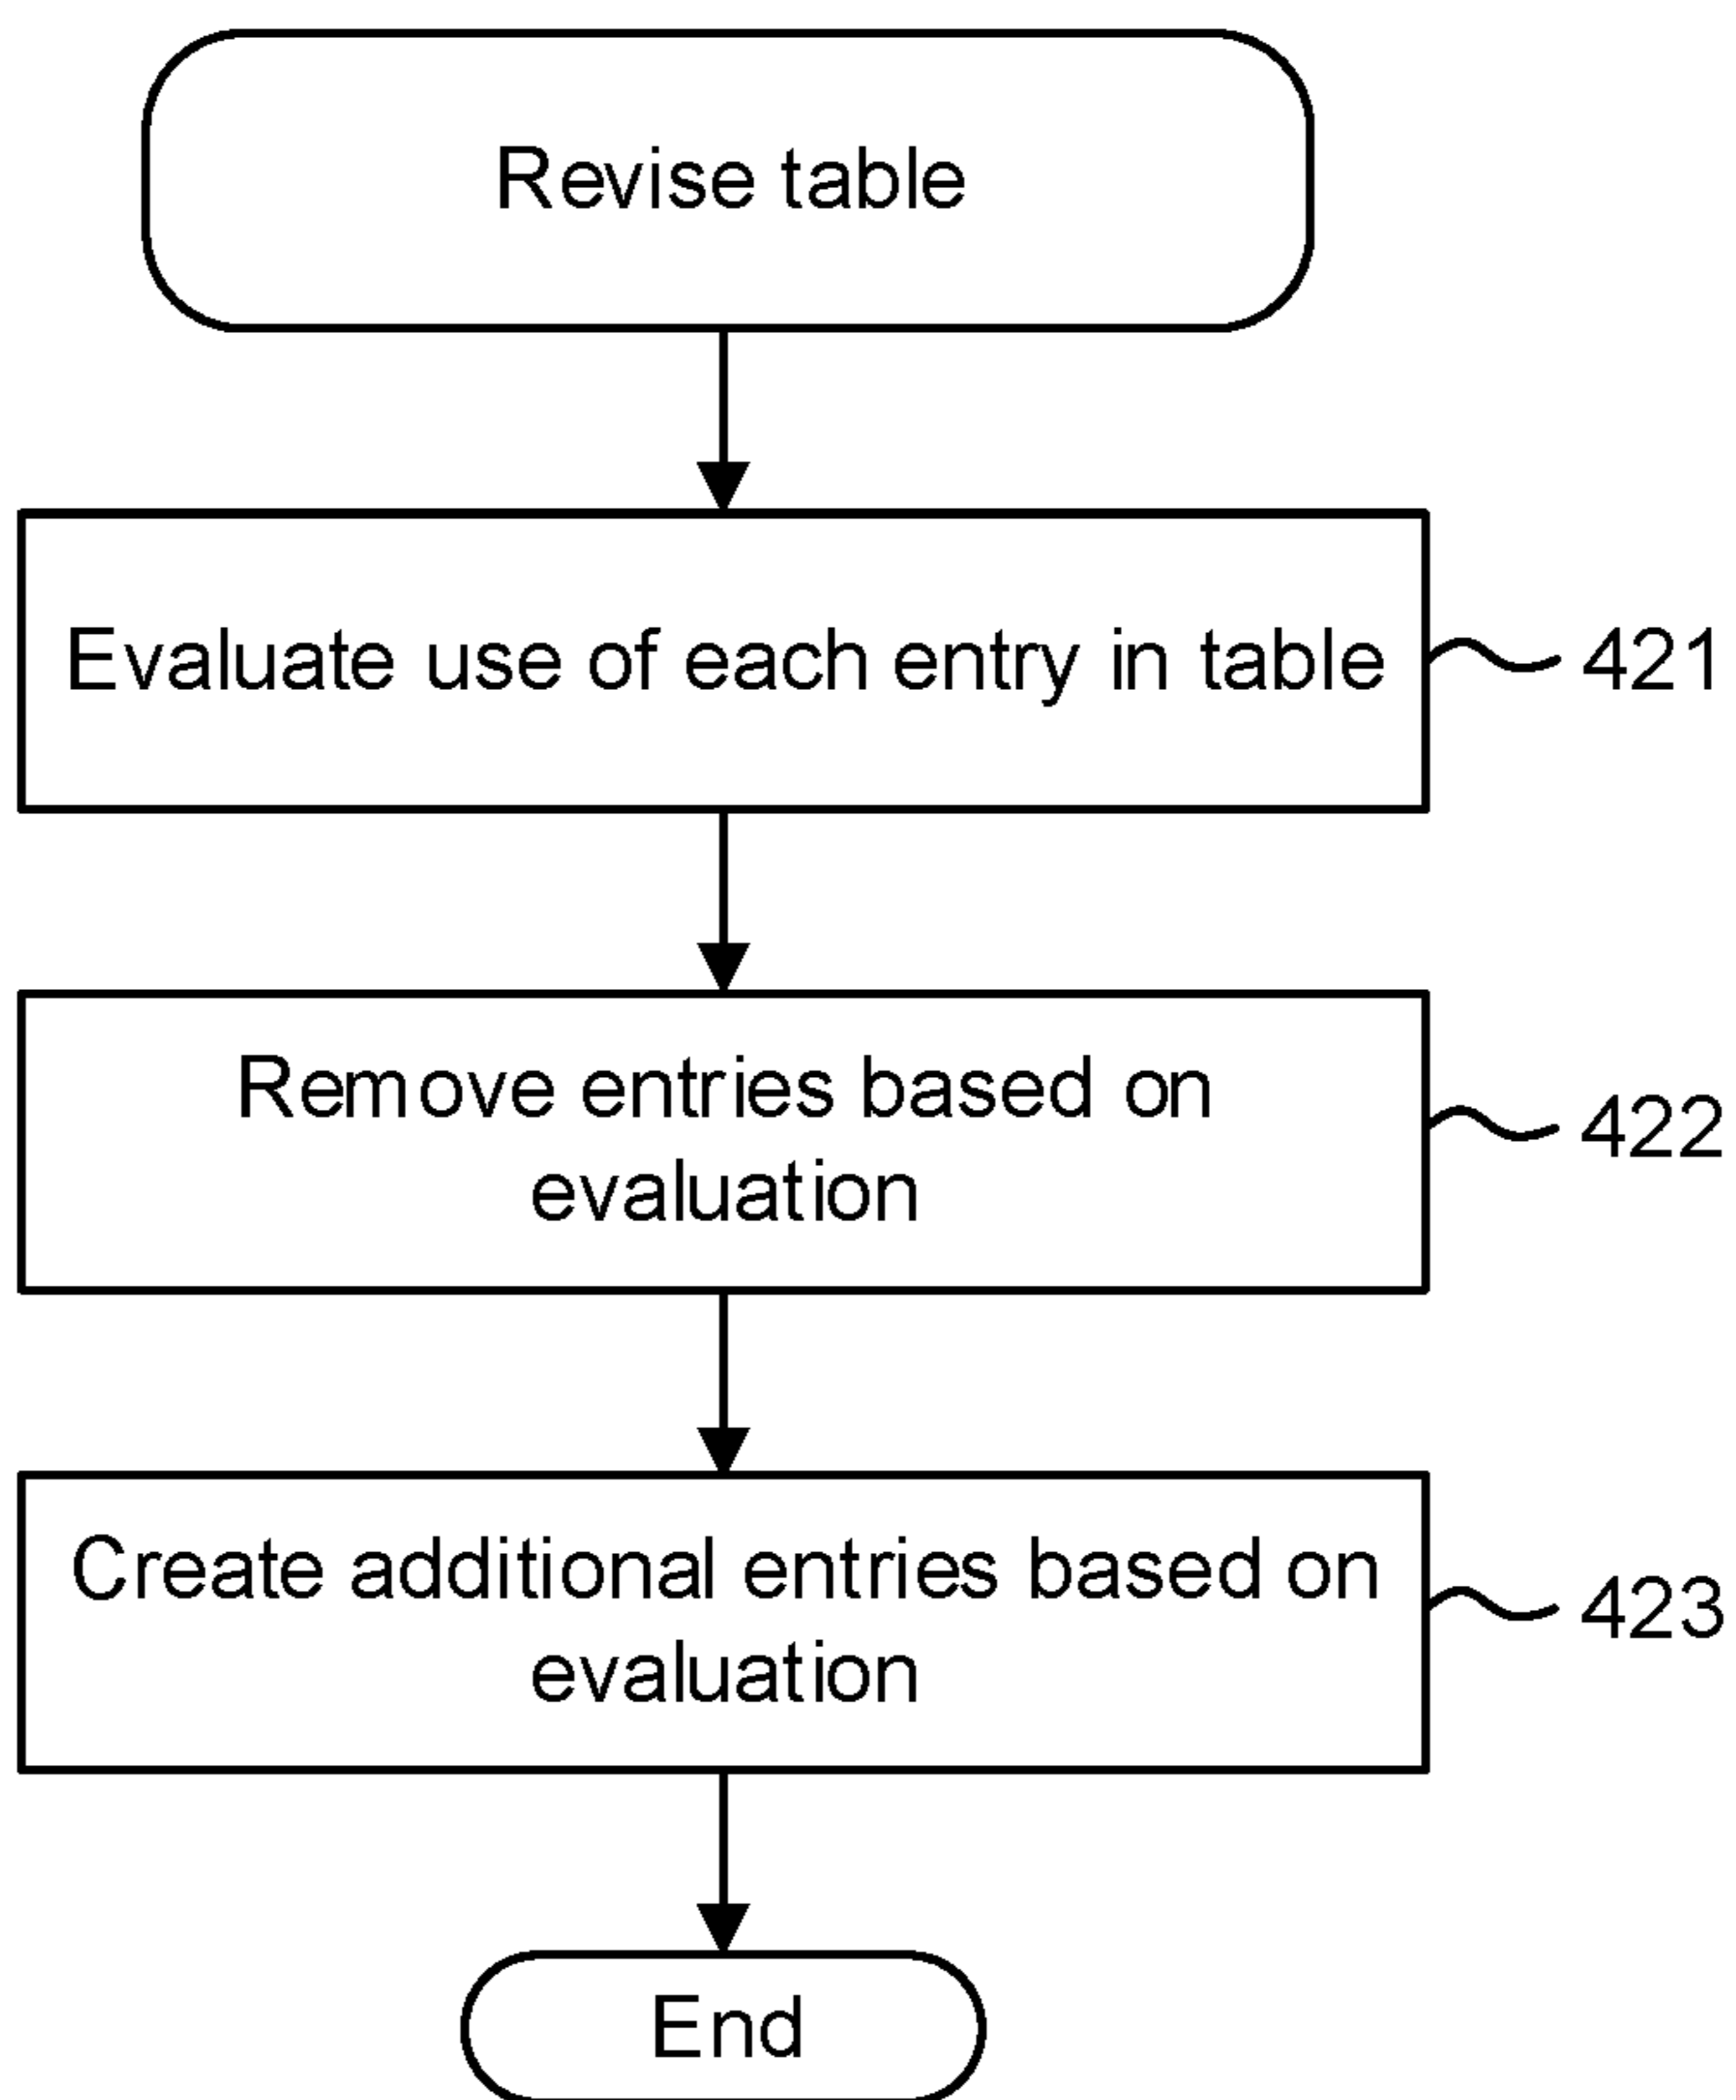 Revise table
Evaluate use of each entry in table
421
Remove entries based on
evaluation
422
Create additional entries based on
evaluation
423
End